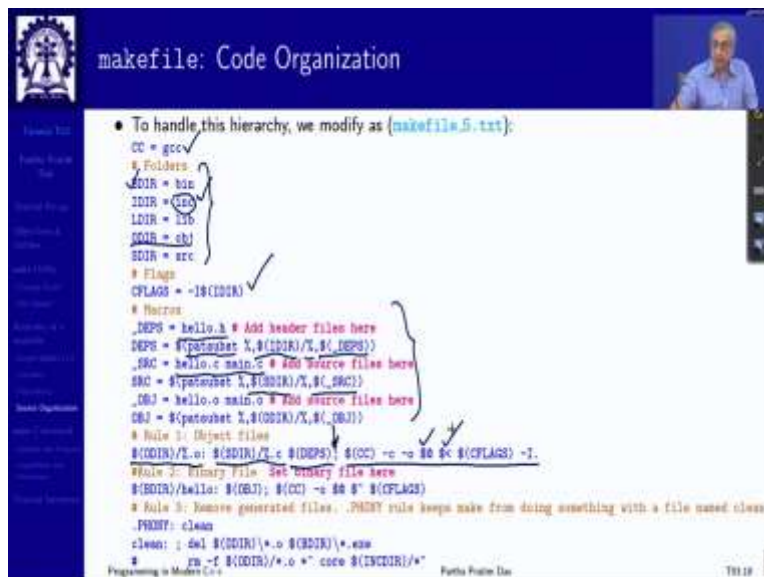 makefile: Code Organization
• To handle this hierarchy, we modify as (makefile_5.txt):
CC = gcc
# Folders
BDIR = bin
IDIR = inc
LDIR = lib
ODIR = obj
SDIR = src
# Flags
CFLAGS = -I$(IDIR)
# Macros
_DEPS = hello.h # Add header files here
DEPS = $(patsubst %,$(IDIR)/%,$(_DEPS))
_SRC = hello.c main.c # Add source files here
SRC = $(patsubst %,$(SDIR)/%,$(_SRC))
_OBJ = hello.o main.o # Add source files here
OBJ = $(patsubst %,$(ODIR)/%,$(_OBJ))
# Rule 1: Object files
$(ODIR)/%.o: $(SDIR)/%.c $(DEPS); $(CC) -c -o $@ $< $(CFLAGS) -I.
#Rule 2: Binary File Set binary file here
$(BDIR)/hello: $(OBJ); $(CC) -o $@ $^ $(CFLAGS)
# Rule 3: Remove generated files. .PHONY rule keeps make from doing something with a file named clean
.PHONY: clean
clean: ; del $(ODIR)\*.o $(BDIR)\*.exe
# rm -f $(ODIR)/*.o *~ core $(INCDIR)/*~
Programming in Modern C++
Partha Pratim Das